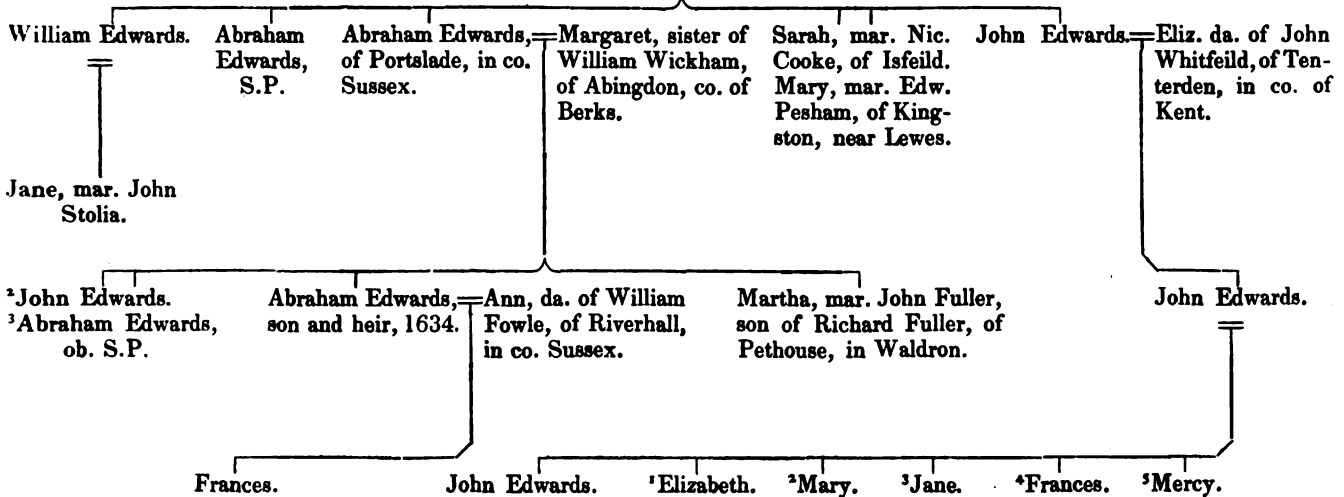 William Edwards.
Abraham
Edwards,
S.P.
Abraham Edwards,
of Portslade, in co.
Sussex.
Margaret, sister of
William Wickham,
of Abingdon, co. of
Berks.
Sarah, mar. Nic.
Cooke, of Isfeild.
Mary, mar. Edw.
Pesham, of King-
ston, near Lewes.
John Edwards.
Eliz. da. of John
Whitfeild, of Ten-
terden, in co. of
Kent.
Jane, mar. John
Stolia.
²John Edwards.
³Abraham Edwards,
ob. S.P.
Abraham Edwards,
son and heir, 1634.
Ann, da. of William
Fowle, of Riverhall,
in co. Sussex.
Martha, mar. John Fuller,
son of Richard Fuller, of
Pethouse, in Waldron.
John Edwards.
Frances.
John Edwards.
¹Elizabeth.
²Mary.
³Jane.
⁴Frances.
⁵Mercy.